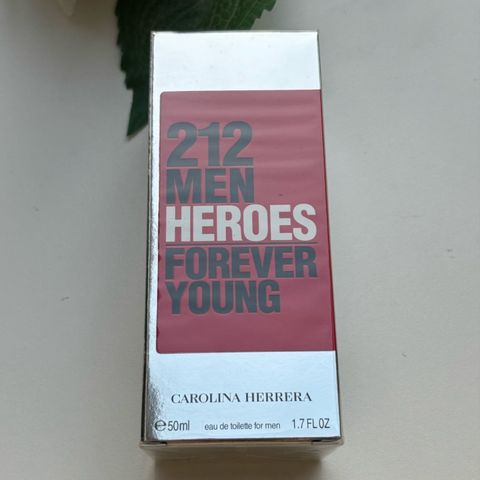 212
MEN
HEROES
FOREVER
YOUNG
CAROLINA HERRERA
℮50ml eau de toilette for men 1.7 FL OZ